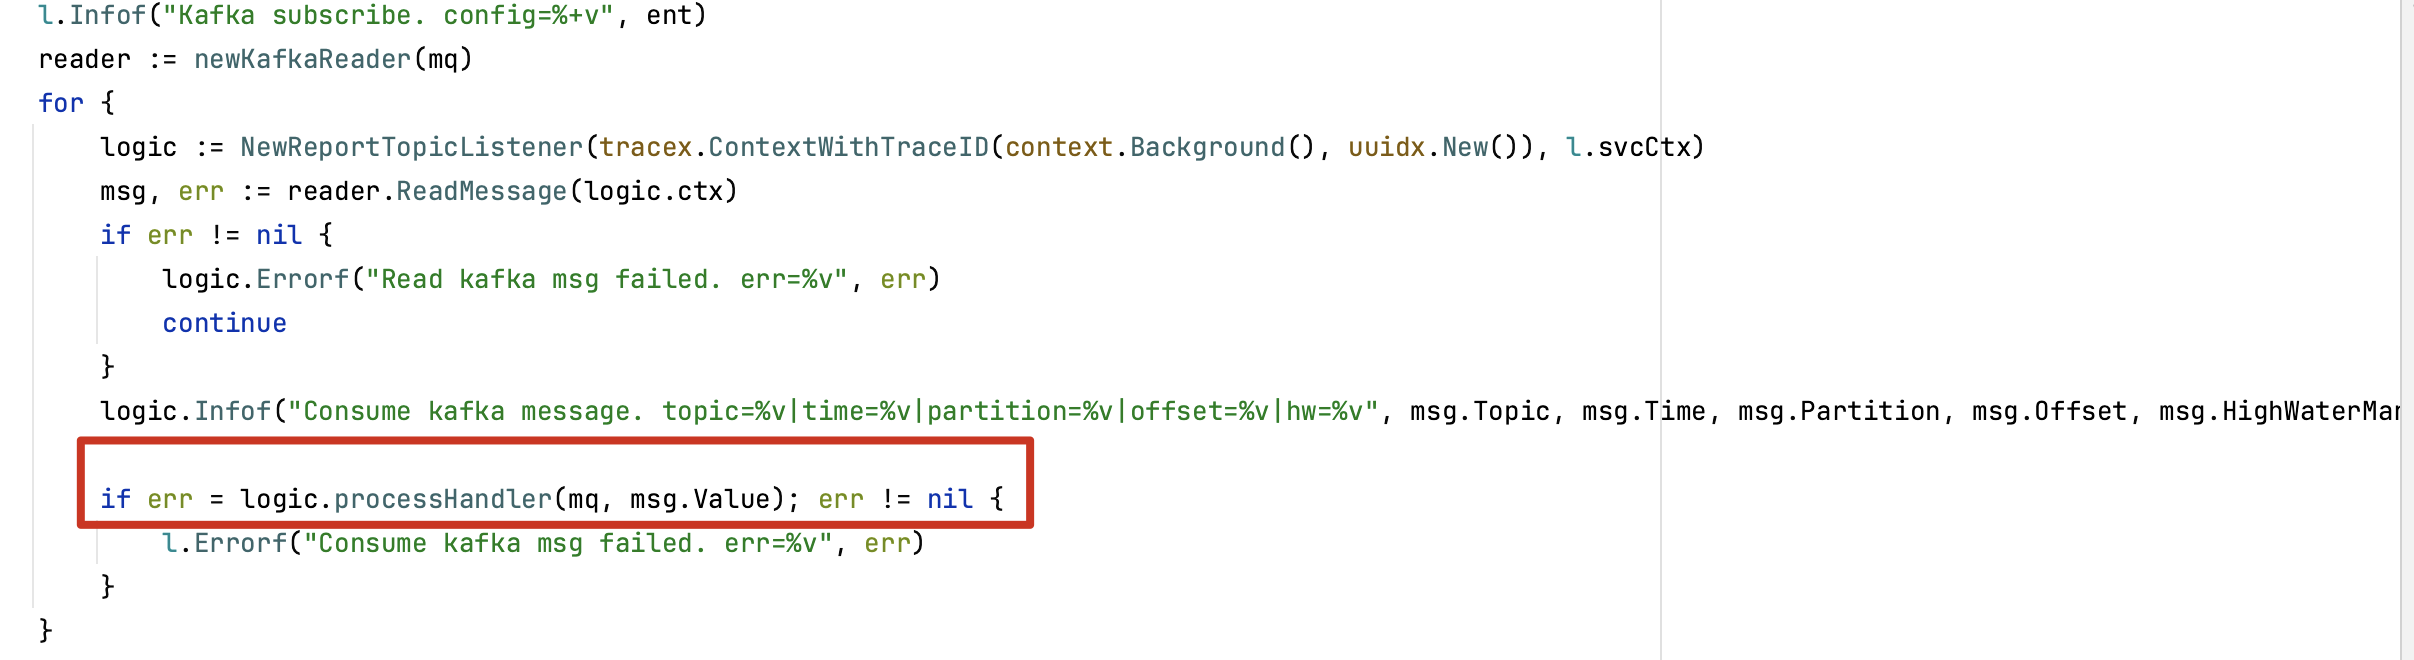 l.Infof("Kafka subscribe. config=%+v", ent)
reader := newKafkaReader(mq)
for {
logic := NewReportTopicListener(tracex.ContextWithTraceID(context.Background(), uuidx.New()), l.svcCtx)
msg, err := reader.ReadMessage(logic.ctx)
if err != nil {
logic.Errorf("Read kafka msg failed. err=%v", err)
continue
}
logic.Infof("Consume kafka message. topic=%v|time=%v|partition=%v|offset=%v|hw=%v", msg.Topic, msg.Time, msg.Partition, msg.Offset, msg.HighWaterMar
if err = logic.processHandler(mq, msg.Value); err != nil {
l.Errorf("Consume kafka msg failed. err=%v", err)
}
}